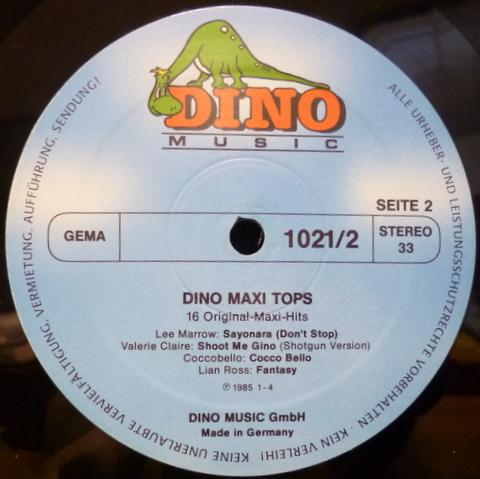 DINO
MUSIC
SEITE 2
GEMA
1021/2
STEREO
33
DINO MAXI TOPS
16 Original-Maxi-Hits
Lee Marrow: Sayonara (Don't Stop)
Valerie Claire: Shoot Me Gino (Shotgun Version)
Coccobello: Cocco Bello
Lian Ross: Fantasy
℗ 1985 1-4
DINO MUSIC GmbH
Made in Germany
ALLE URHEBER- UND LEISTUNGSSCHUTZRECHTE VORBEHALTEN · KEIN VERLEIH! KEINE UNERLAUBTE VERVIELFÄLTIGUNG, VERMIETUNG, AUFFÜHRUNG, SENDUNG!